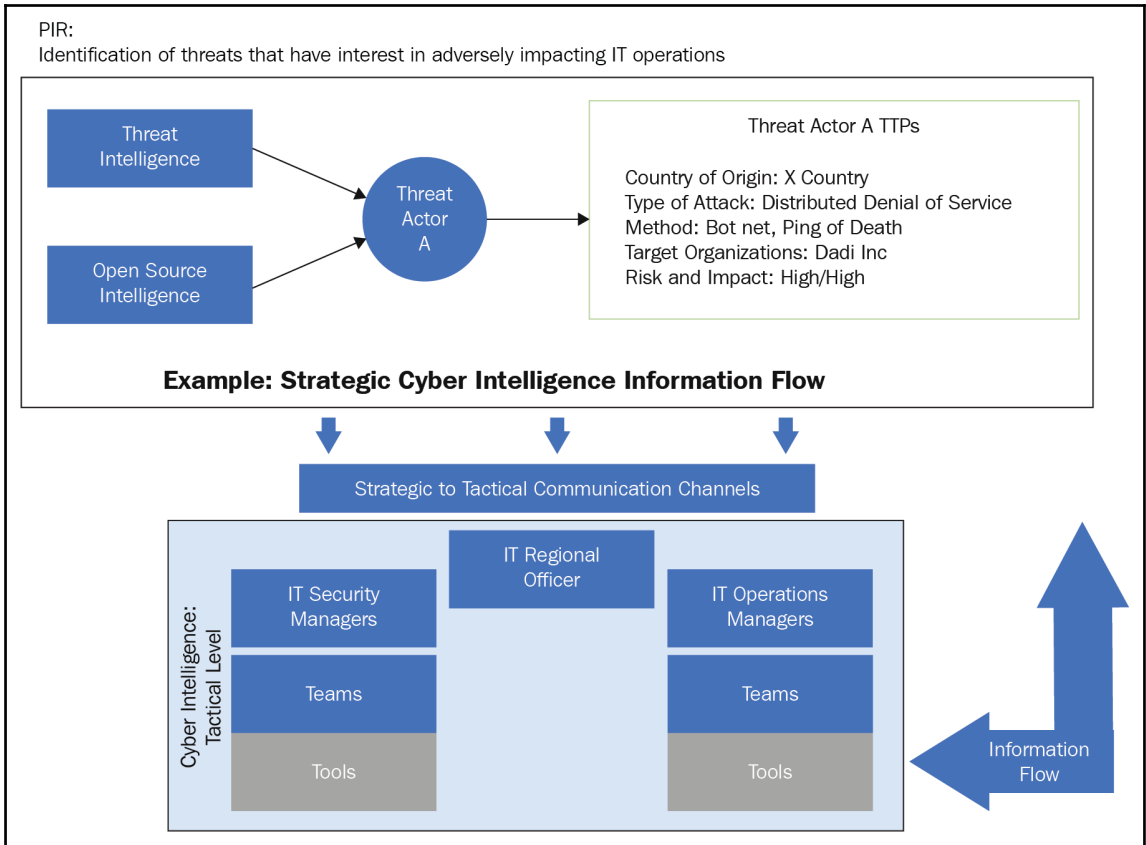 PIR:
Identification of threats that have interest in adversely impacting IT operations
Threat
Intelligence
Open Source
Intelligence
Threat
Actor
A
Threat Actor A TTPs
Country of Origin: X Country
Type of Attack: Distributed Denial of Service
Method: Bot net, Ping of Death
Target Organizations: Dadi Inc
Risk and Impact: High/High
Example: Strategic Cyber Intelligence Information Flow
Strategic to Tactical Communication Channels
Cyber Intelligence:
Tactical Level
IT Regional
Officer
IT Security
Managers
Teams
Tools
IT Operations
Managers
Teams
Tools
Information
Flow